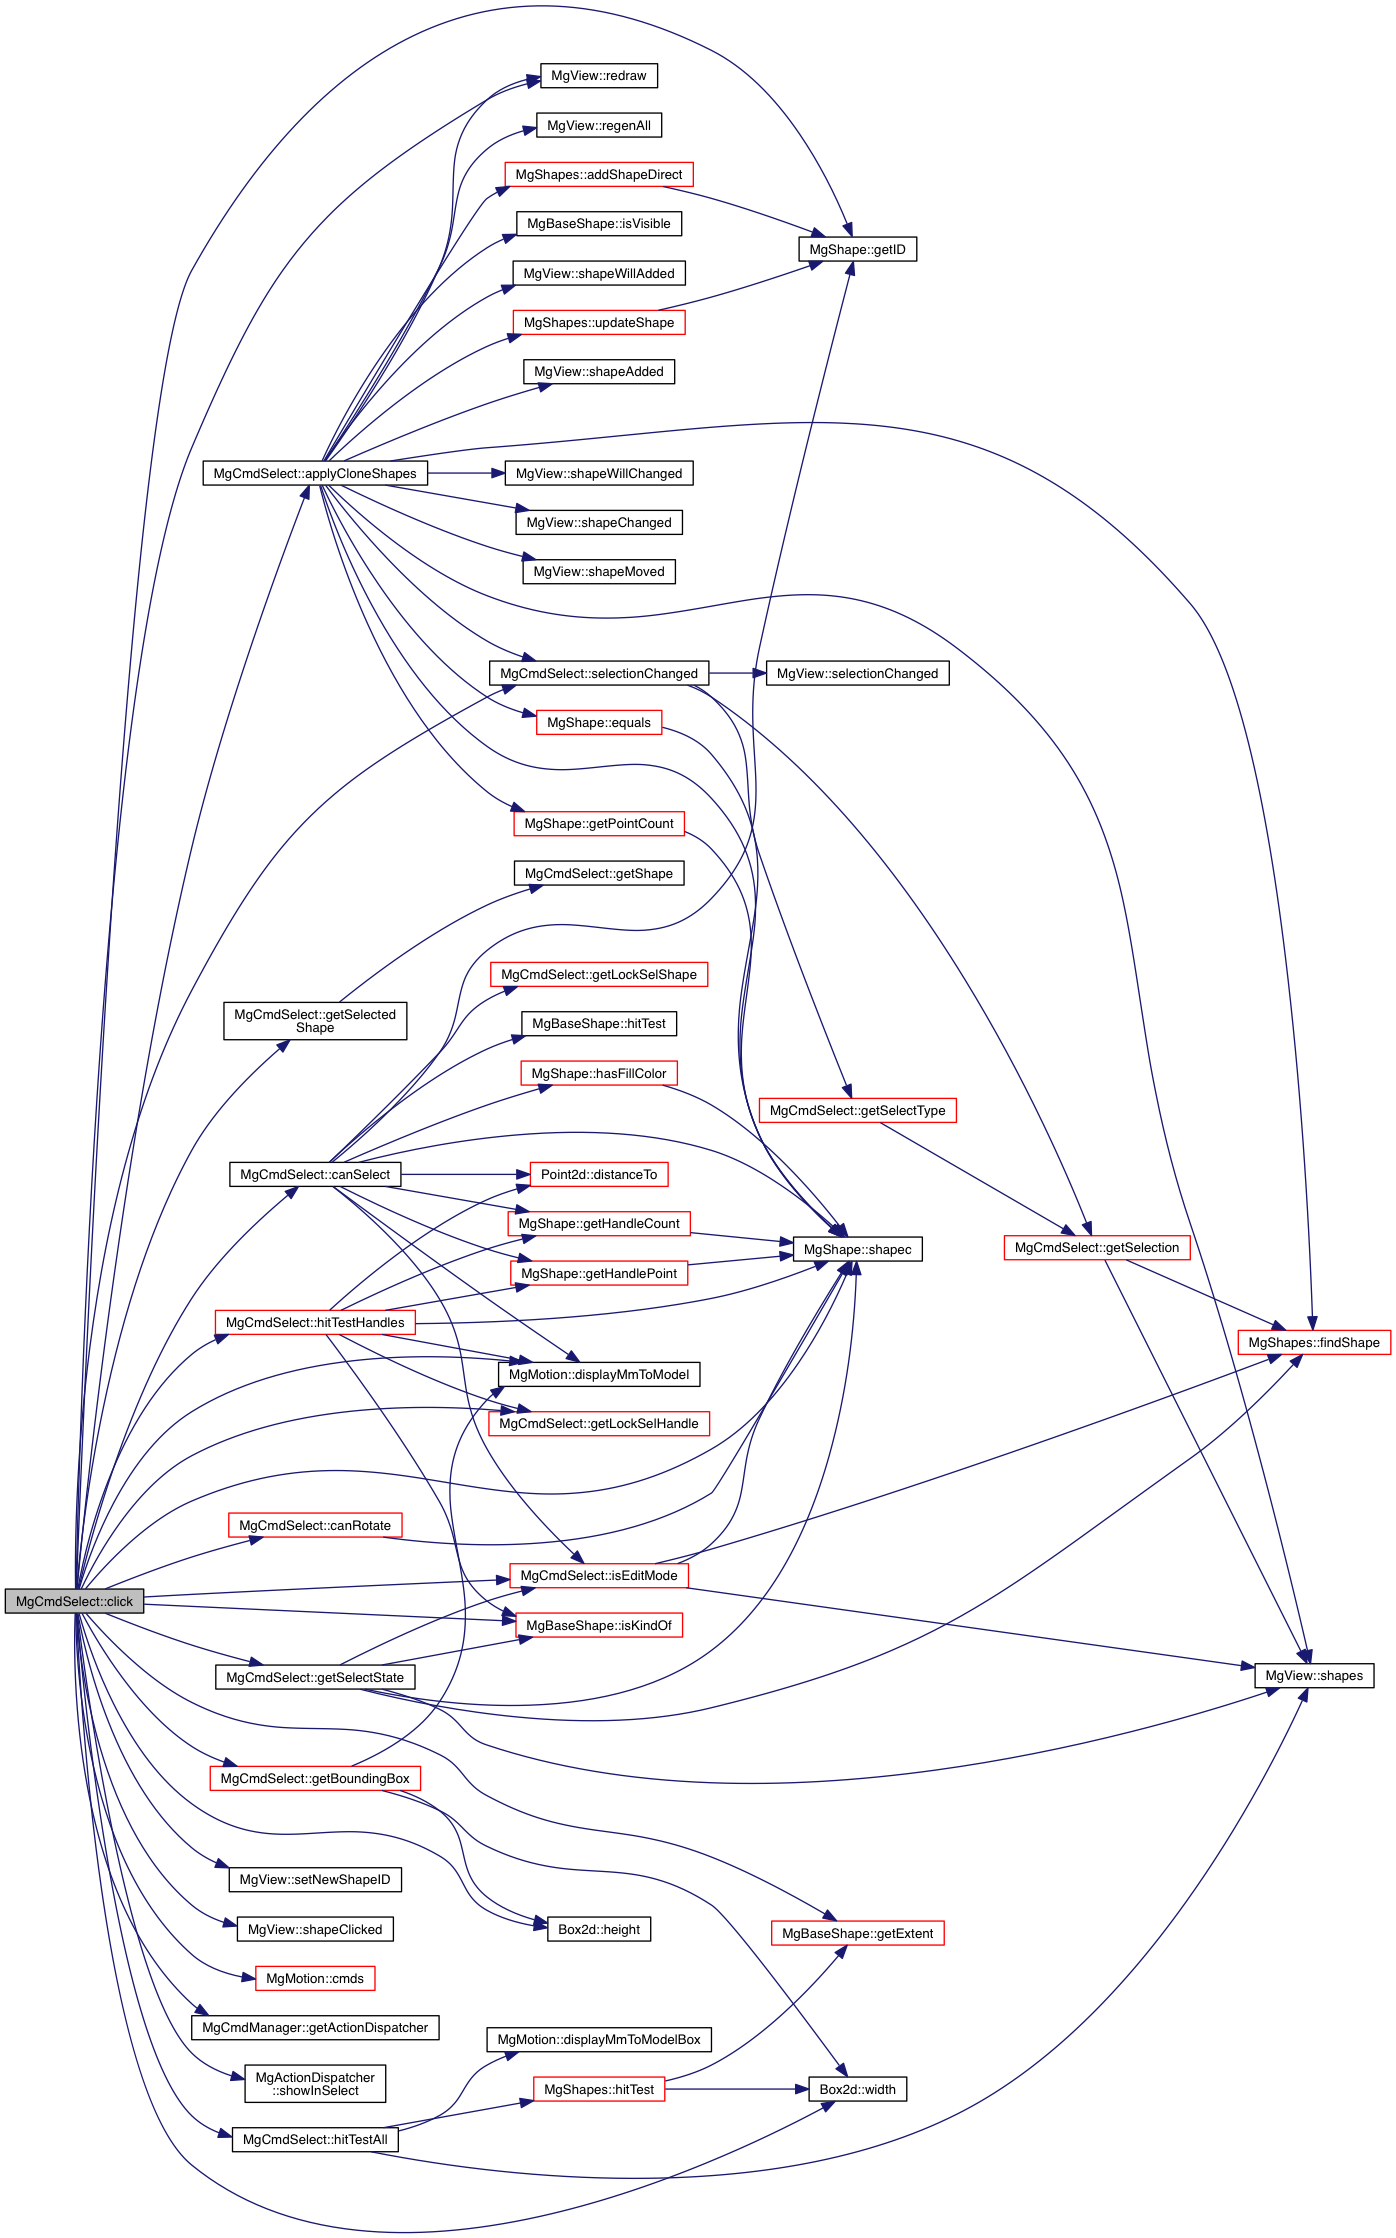 MgView::redraw
MgView::regenAll
MgShapes::addShapeDirect
MgBaseShape::isVisible
MgShape::getID
MgView::shapeWillAdded
MgShapes::updateShape
MgView::shapeAdded
MgCmdSelect::applyCloneShapes
MgView::shapeWillChanged
MgView::shapeChanged
MgView::shapeMoved
MgCmdSelect::selectionChanged
MgView::selectionChanged
MgShape::equals
MgShape::getPointCount
MgCmdSelect::getShape
MgCmdSelect::getLockSelShape
MgCmdSelect::getSelected
Shape
MgBaseShape::hitTest
MgShape::hasFillColor
MgCmdSelect::getSelectType
MgCmdSelect::canSelect
Point2d::distanceTo
MgShape::getHandleCount
MgShape::shapec
MgCmdSelect::getSelection
MgShape::getHandlePoint
MgCmdSelect::hitTestHandles
MgShapes::findShape
MgMotion::displayMmToModel
MgCmdSelect::getLockSelHandle
MgCmdSelect::canRotate
MgCmdSelect::isEditMode
MgCmdSelect::click
MgBaseShape::isKindOf
MgCmdSelect::getSelectState
MgView::shapes
MgCmdSelect::getBoundingBox
MgView::setNewShapeID
MgView::shapeClicked
Box2d::height
MgBaseShape::getExtent
MgMotion::cmds
MgCmdManager::getActionDispatcher
MgMotion::displayMmToModelBox
MgActionDispatcher
::showInSelect
MgShapes::hitTest
Box2d::width
MgCmdSelect::hitTestAll